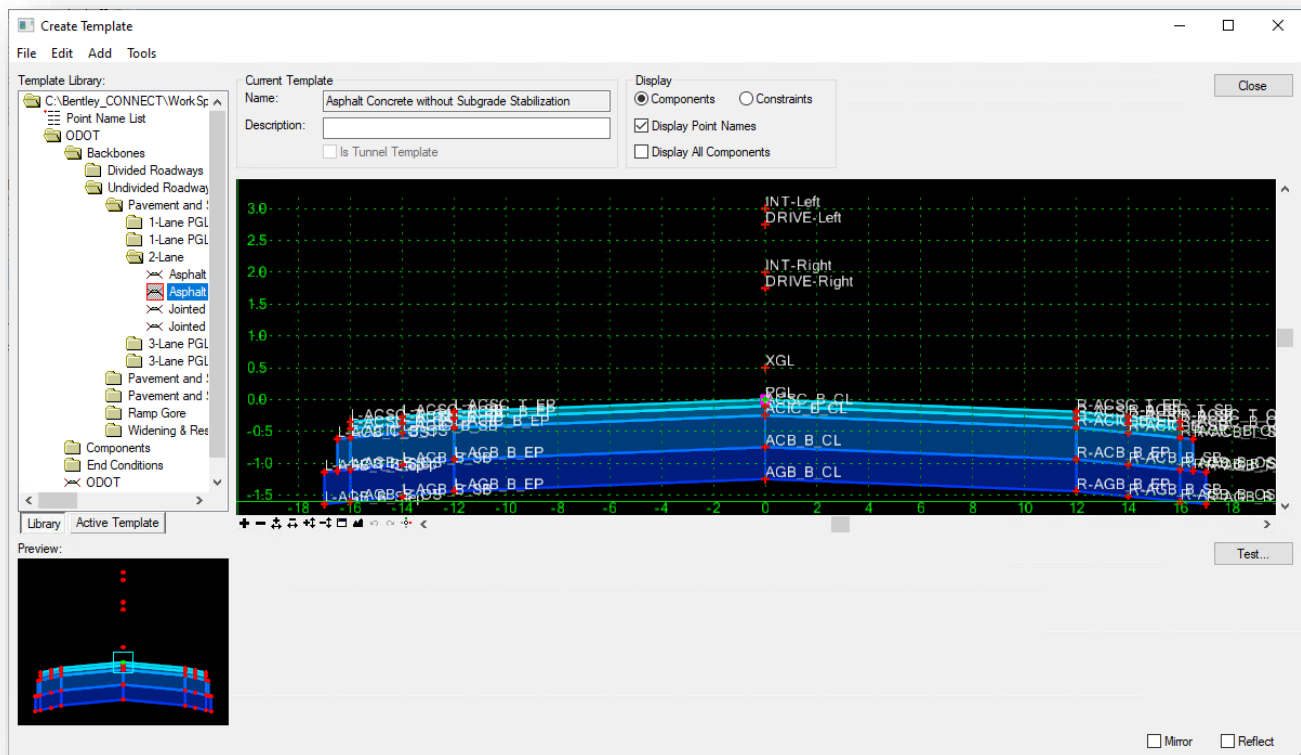 Create Template
File Edit Add Tools
Template Library:
C:\Bentley_CONNECT\WorkSp
Point Name List
ODOT
Backbones
Divided Roadways
Undivided Roadway
Pavement and S
1-Lane PGL
1-Lane PGL
2-Lane
Asphalt
Asphalt
Jointed
Jointed
3-Lane PGL
3-Lane PGL
Pavement and S
Pavement and S
Ramp Gore
Widening & Res
Components
End Conditions
ODOT
Library Active Template
Current Template
Name: Asphalt Concrete without Subgrade Stabilization
Description:
Is Tunnel Template
Display
Components Constraints
Display Point Names
Display All Components
Close
3.0
2.5
2.0
1.5
1.0
0.5
0.0
-0.5
-1.0
-1.5
INT-Left
DRIVE-Left
INT-Right
DRIVE-Right
XGL
PGL
ACIC_B_CL
ACB_B_CL
AGB_B_CL
L-ACSC_T_EP
L-ACB_B_EP
L-AGB_B_EP
R-ACSC_T_EP
R-ACB_B_EP
R-AGB_B_EP
-18 -16 -14 -12 -10 -8 -6 -4 -2 0 2 4 6 8 10 12 14 16 18
Preview:
Test...
Mirror Reflect